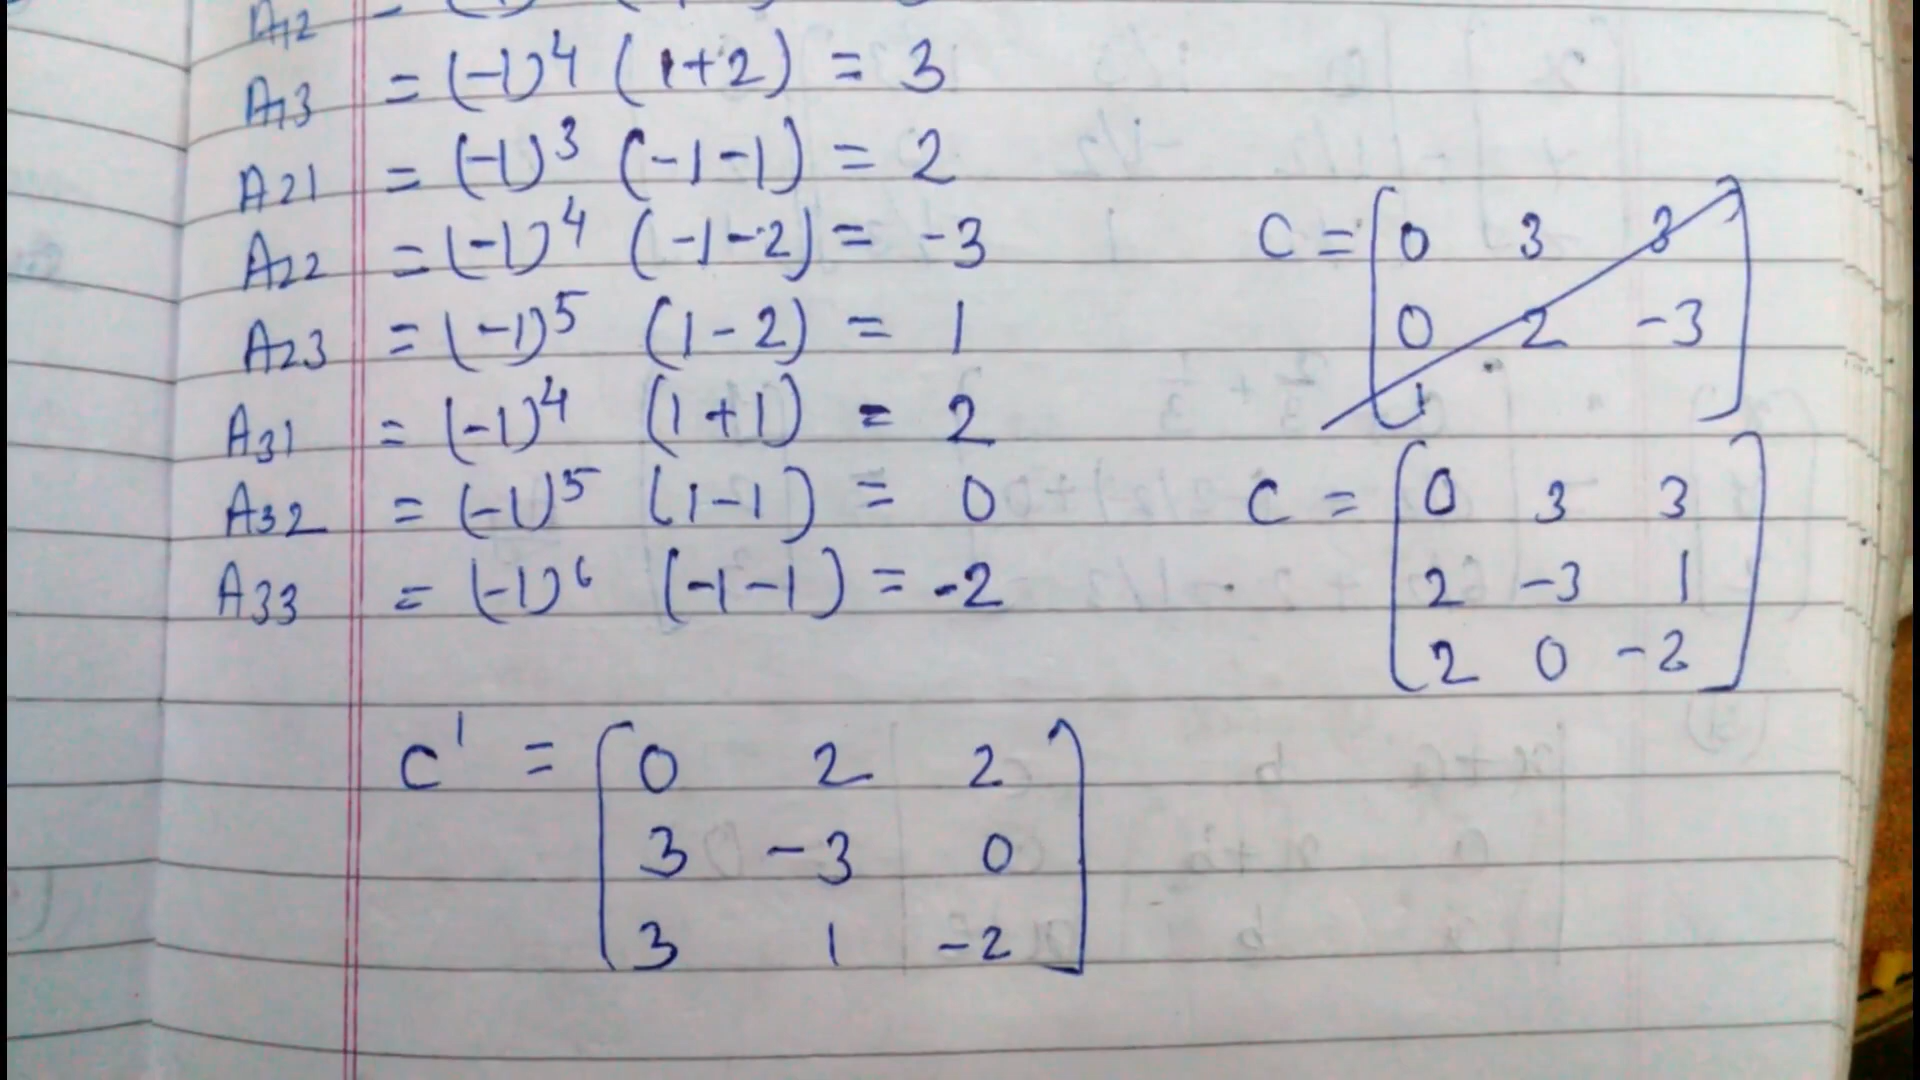 A12
A13 = (-1)4 (1+2) = 3
A21 = (-1)3 (-1-1) = 2
A22 = (-1)4 (-1-2) = -3
A23 = (-1)5 (1-2) = 1
A31 = (-1)4 (1+1) = 2
A32 = (-1)5 (1-1) = 0
A33 = (-1)6 (-1-1) = -2
C = [0 3 3
0 2 -3
1]
C = [0 3 3
2 -3 1
2 0 -2]
C' = [0 2 2
3 -3 0
3 1 -2]